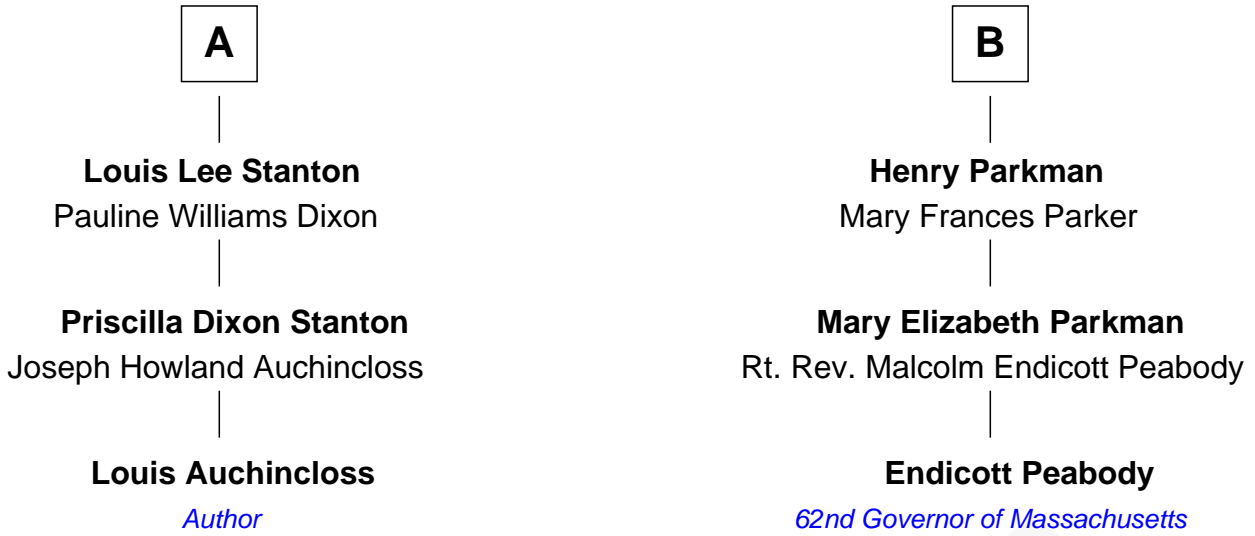 A
Louis Lee Stanton
Pauline Williams Dixon
Priscilla Dixon Stanton
Joseph Howland Auchincloss
Louis Auchincloss
Author
B
Henry Parkman
Mary Frances Parker
Mary Elizabeth Parkman
Rt. Rev. Malcolm Endicott Peabody
Endicott Peabody
62nd Governor of Massachusetts